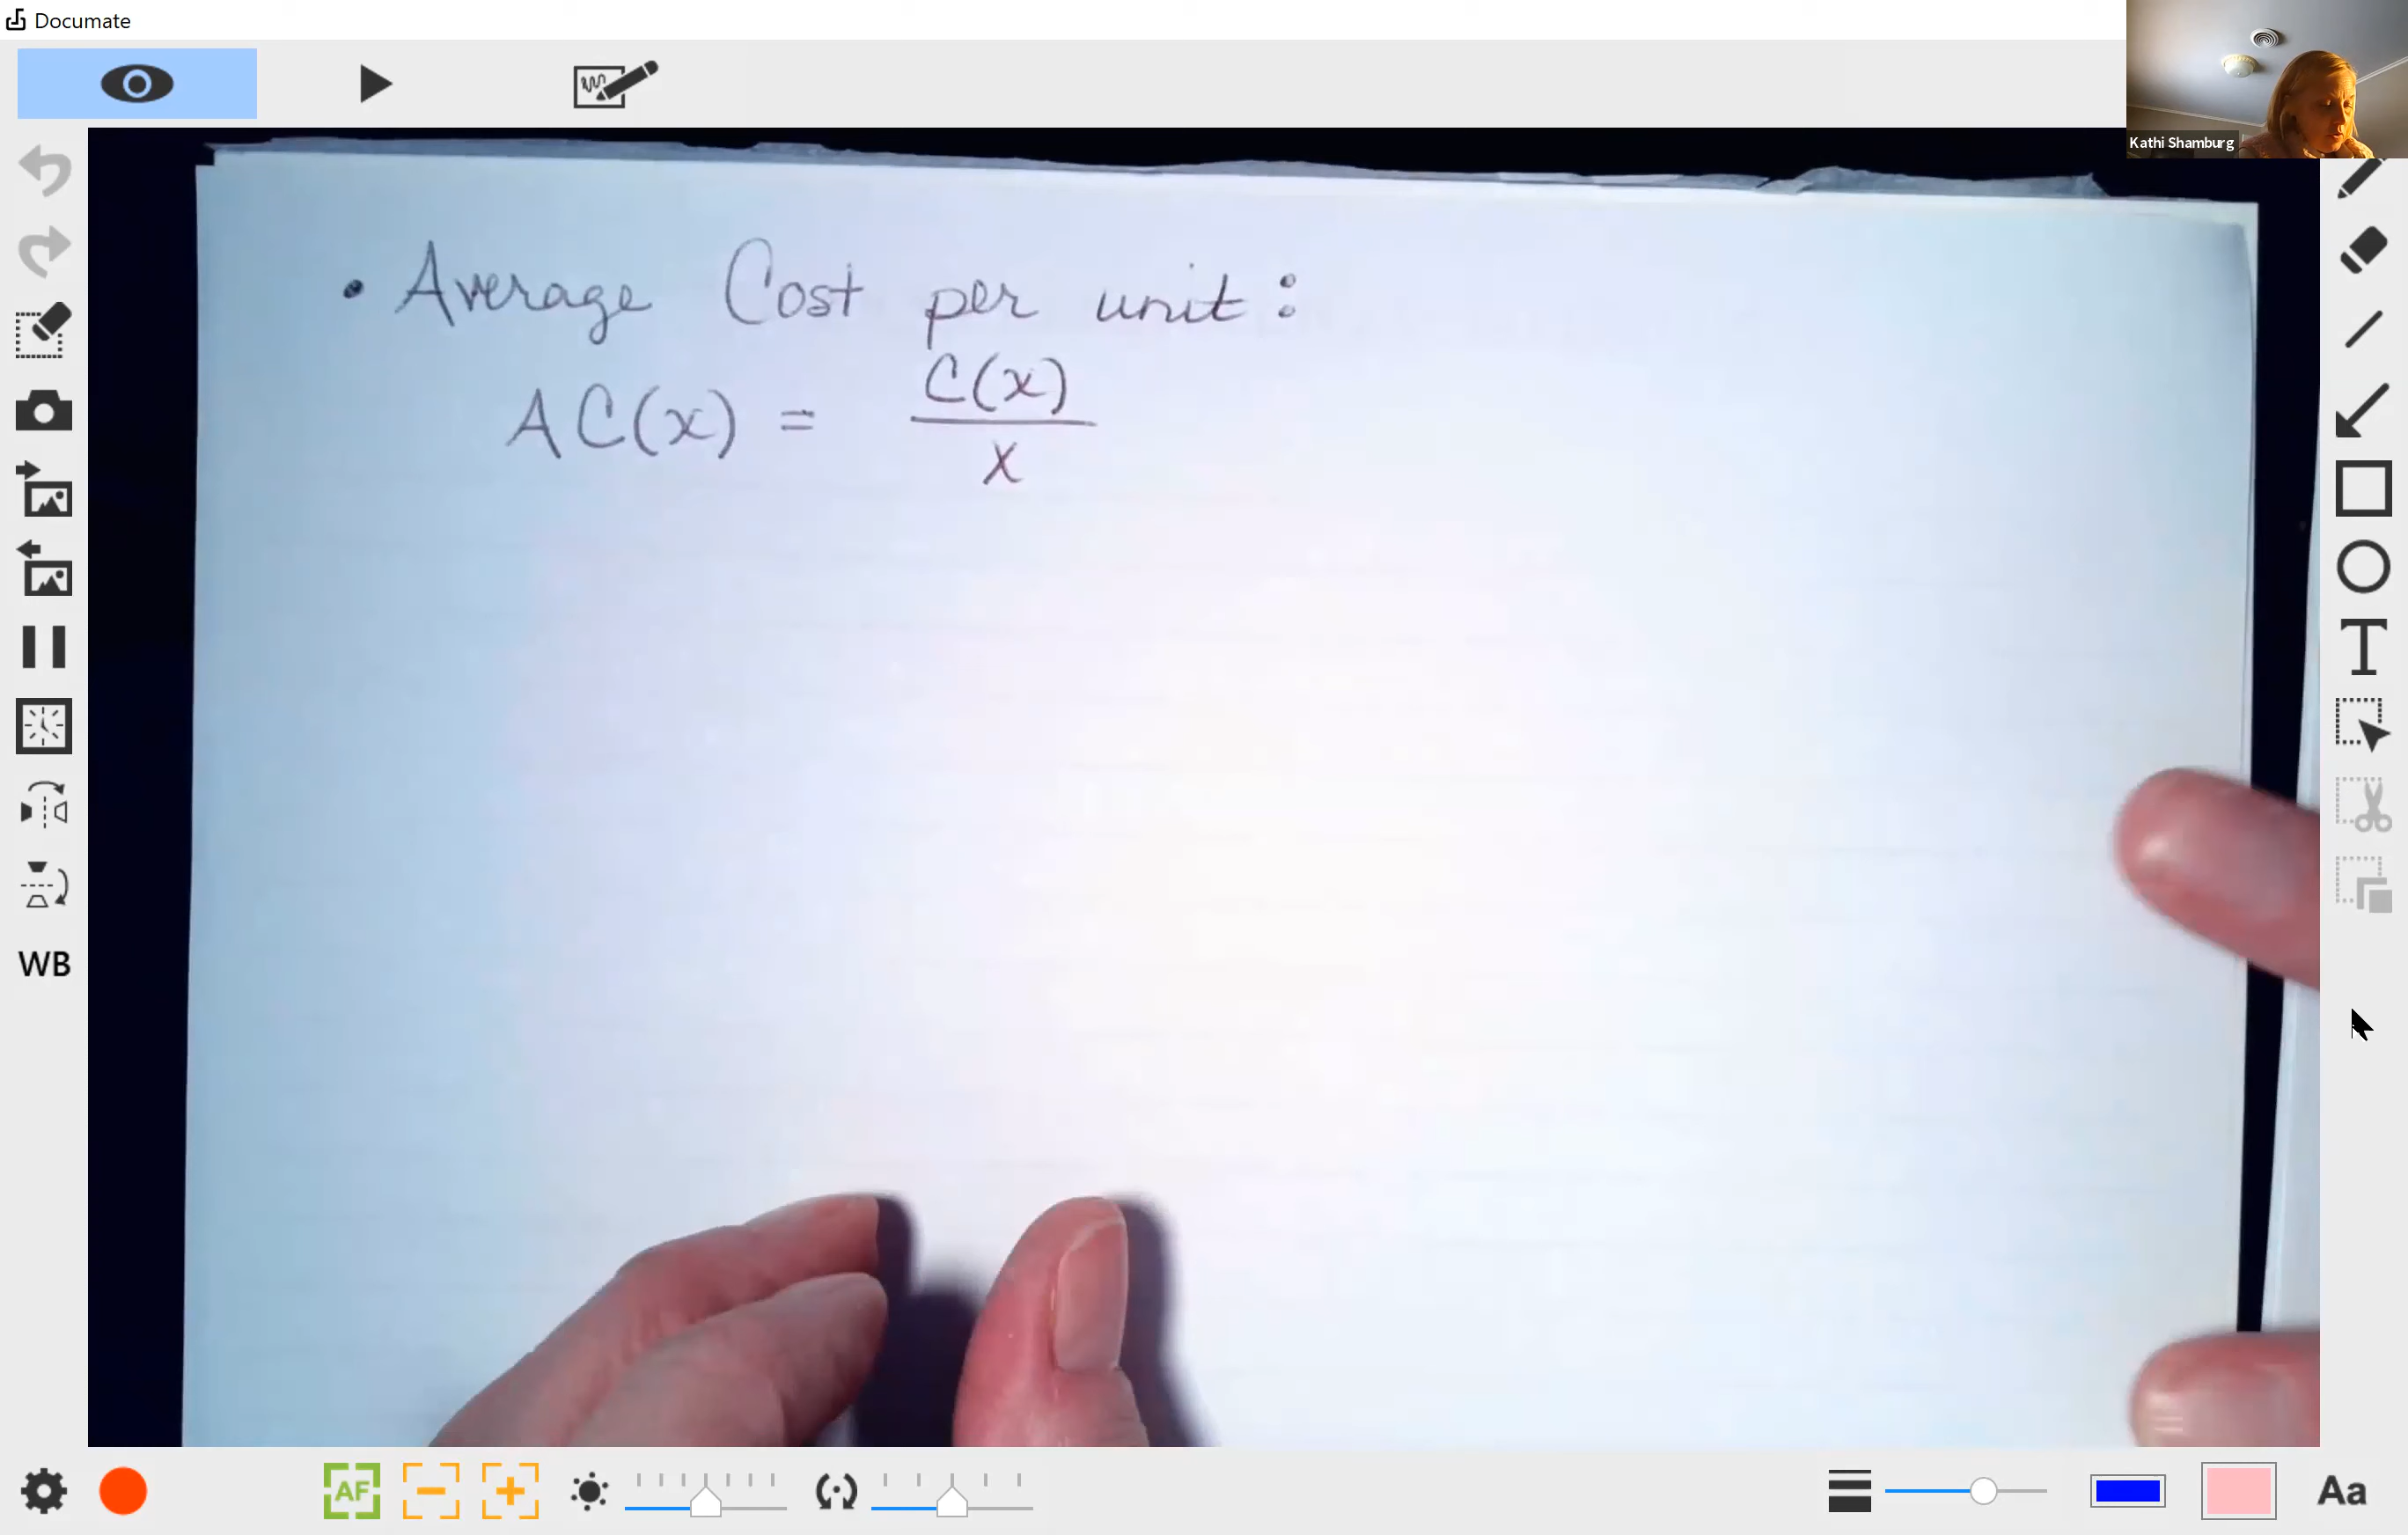 Documate
Kathi Shamburg
• Average Cost per unit:
AC(x) = C(x)/x
WB
AF
T
Aa